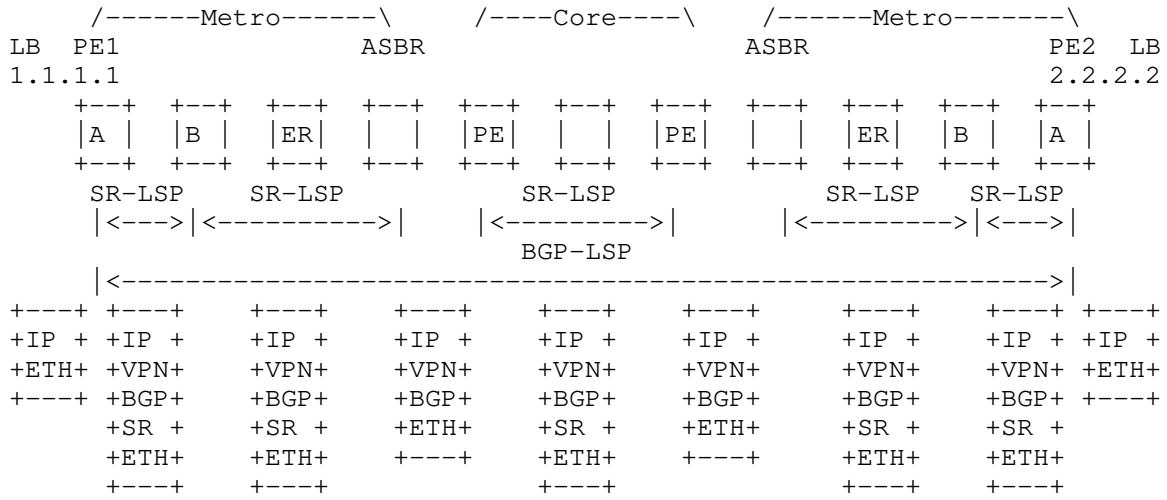 /------Metro------\ /----Core----\ /------Metro-------\
LB PE1 ASBR ASBR PE2 LB
1.1.1.1 2.2.2.2
+--+ +--+ +--+ +--+ +--+ +--+ +--+ +--+ +--+ +--+ +--+
|A | |B | |ER| | | |PE| | | |PE| | | |ER| |B | |A |
+--+ +--+ +--+ +--+ +--+ +--+ +--+ +--+ +--+ +--+ +--+
SR-LSP SR-LSP SR-LSP SR-LSP SR-LSP
|<--->|<---------->| |<--------->| |<--------->|<--->|
BGP-LSP
|<---------------------------------------------------------->|
+---+ +---+ +---+ +---+ +---+ +---+ +---+ +---+ +---+
+IP + +IP + +IP + +IP + +IP + +IP + +IP + +IP + +IP +
+ETH+ +VPN+ +VPN+ +VPN+ +VPN+ +VPN+ +VPN+ +VPN+ +ETH+
+---+ +BGP+ +BGP+ +BGP+ +BGP+ +BGP+ +BGP+ +BGP+ +---+
+SR + +SR + +ETH+ +SR + +ETH+ +SR + +SR +
+ETH+ +ETH+ +---+ +ETH+ +---+ +ETH+ +ETH+
+---+ +---+ +---+ +---+ +---+